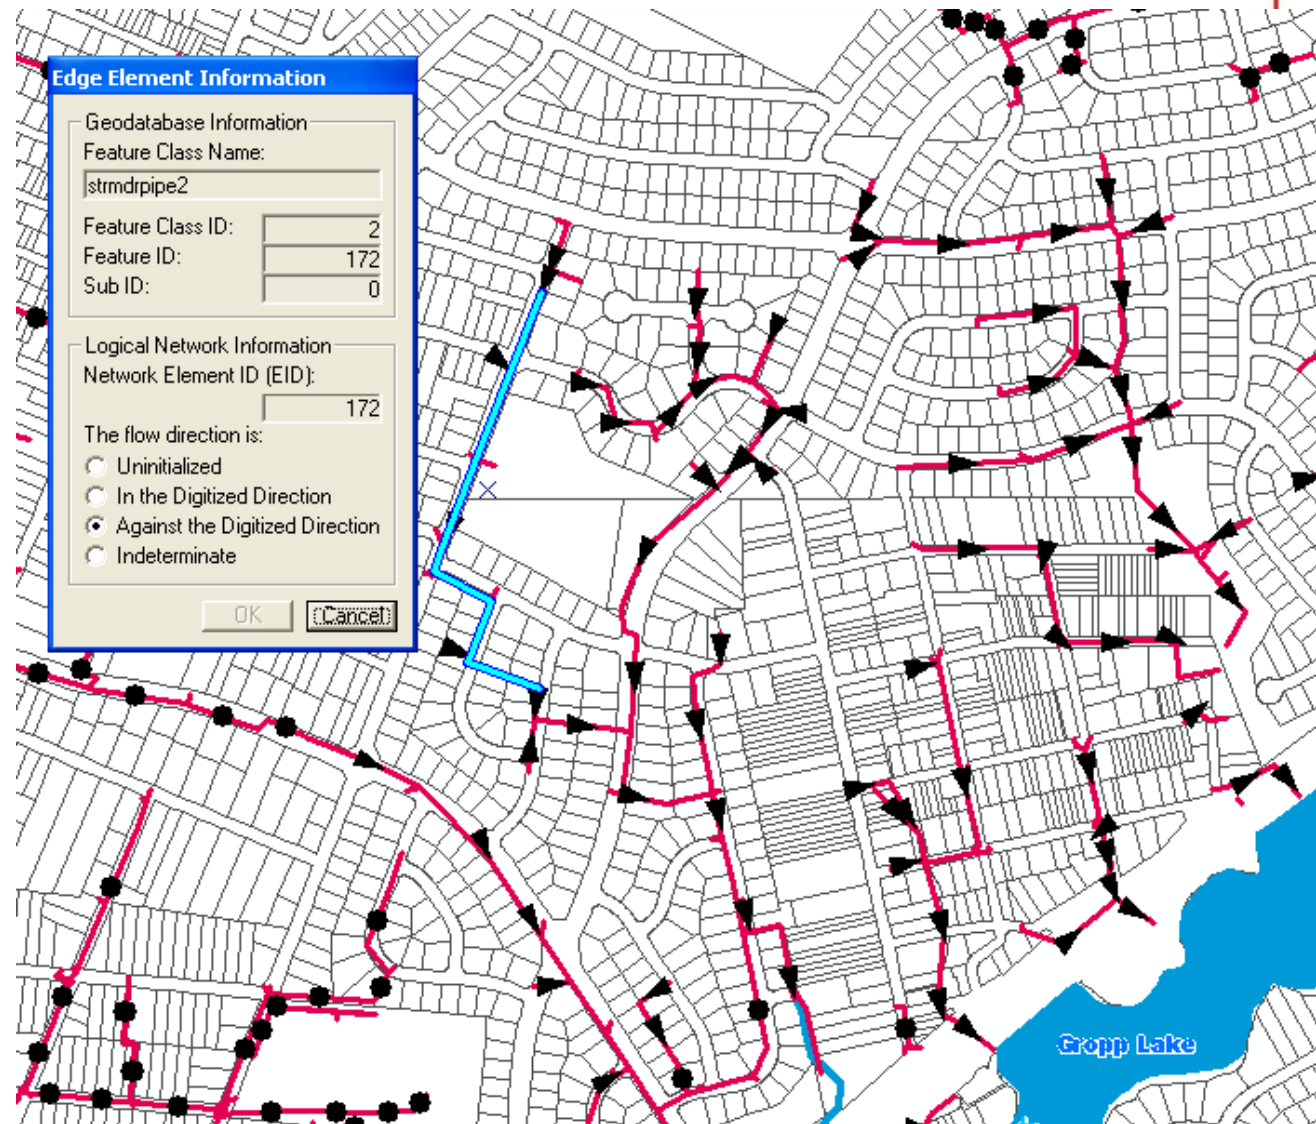 Edge Element Information
Geodatabase Information
Feature Class Name:
strmdrpipe2
Feature Class ID: 2
Feature ID: 172
Sub ID: 0
Logical Network Information
Network Element ID (EID):
172
The flow direction is:
Uninitialized
In the Digitized Direction
Against the Digitized Direction
Indeterminate
OK Cancel
Gropp Lake